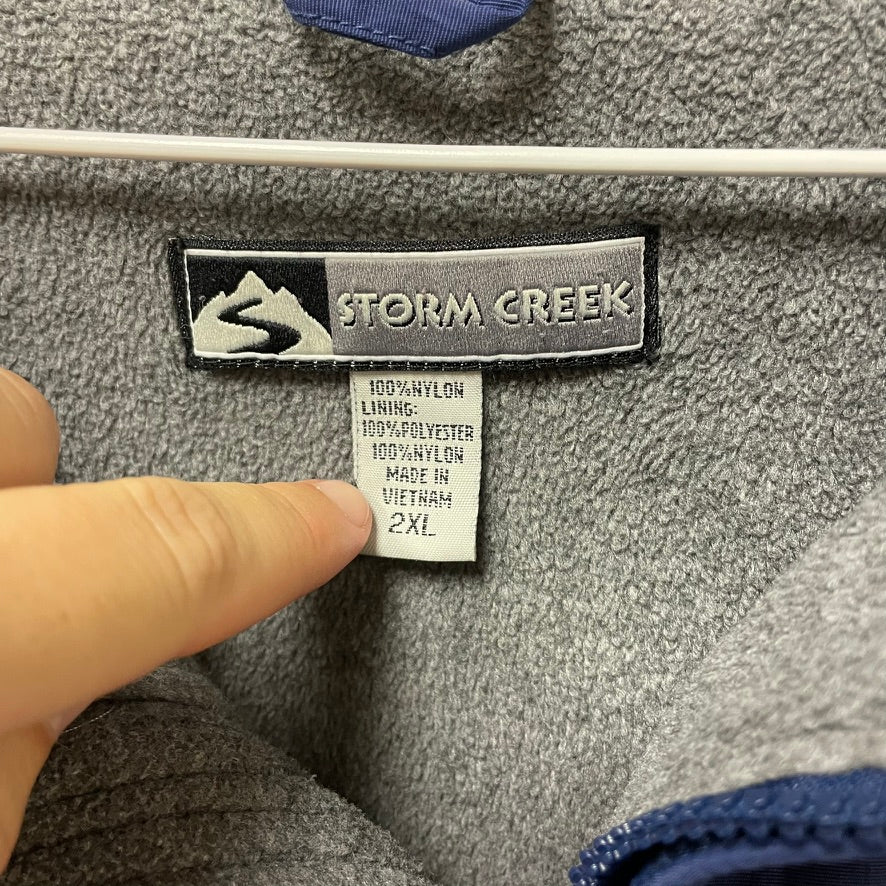 STORM CREEK
100%NYLON
LINING:
100%POLYESTER
100%NYLON
MADE IN
VIETNAM
2XL